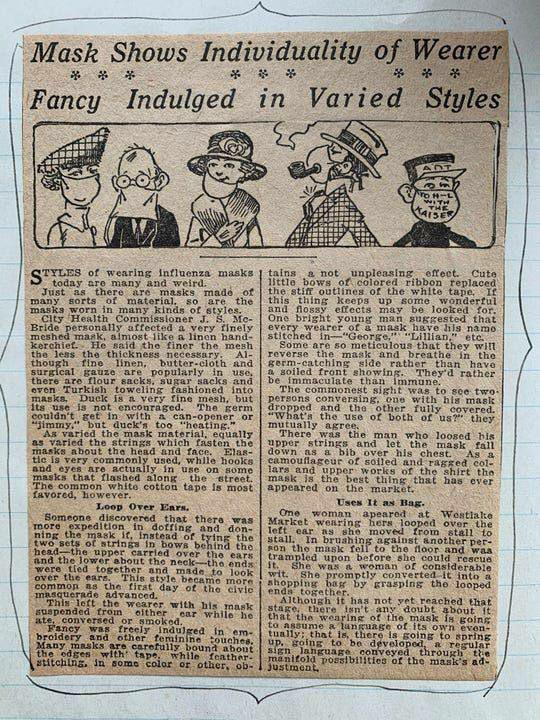 Mask Shows Individuality of Wearer
* * * * * * * * *
Fancy Indulged in Varied Styles
ADT
TO H-L
WITH
THE
KAISER
STYLES of wearing influenza masks
today are many and weird.
Just as there are masks made of
many sorts of material, so are the
masks worn in many kinds of styles.
City Health Commissioner J. S. Mc-
Bride personally affected a very finely
meshed mask, almost like a linen hand-
kerchief. He said the finer the mesh
the less the thickness necessary. Al-
though fine linen, butter-cloth and
surgical gauze are popularly in use,
there are flour sacks, sugar sacks and
even Turkish toweling fashioned into
masks. Duck is a very fine mesh, but
its use is not encouraged. The germ
couldn't get in with a can-opener or
"jimmy," but duck's too "heating."
As varied the mask material, equally
as varied the strings which fasten the
masks about the head and face. Elas-
tic is very commonly used, while hooks
and eyes are actually in use on some
masks that flashed along the street.
The common white cotton tape is most
favored, however.
Loop Over Ears.
Someone discovered that there was
more expedition in doffing and don-
ning the mask if, instead of tying the
two sets of strings in bows behind the
head—the upper carried over the ears
and the lower about the neck—the ends
were tied together and made to look
over the ears. This style became more
common as the first day of the civic
masquerade advanced.
This left the wearer with his mask
suspended from either ear while he
ate, conversed or smoked.
Fancy was freely indulged in em-
broidery and other feminine touches.
Many masks are carefully bound about
the edges with tape, while feather-
stitching, in some color or other, ob-
tains a not unpleasing effect. Cute
little bows of colored ribbon replaced
the stiff outlines of the white tape. If
this thing keeps up some wonderful
and flossy effects may be looked for.
One bright young man suggested that
every wearer of a mask have his name
stitched in—"George," "Lillian," etc.
Some are so meticulous that they will
reverse the mask and breathe in the
germ-catching side rather than have
a soiled front showing. They'd rather
be immaculate than immune.
The commonest sight was to see two
persons conversing, one with his mask
dropped and the other fully covered.
"What's the use of both of us?" they
mutually agree.
There was the man who loosed his
upper strings and let the mask fall
down as a bib over his chest. As a
camouflageur of soiled and ragged col-
lars and upper works of the shirt the
mask is the best thing that has ever
appeared on the market.
Uses It as Bag.
One woman apeared at Westlake
Market wearing hers looped over the
left ear as she moved from stall to
stall. In brushing against another per-
son the mask fell to the floor and was
trampled upon before she could rescue
it. She was a woman of considerable
wit. She promptly converted it into a
shopping bag by grasping the looped
ends together.
Although it has not yet reached that
stage, there isn't any doubt about it
that the wearing of the mask is going
to assume a language of its own even-
tually; that is, there is going to spring
up, going to be developed, a regular
sign language conveyed through the
manifold possibilities of the mask's ad-
justment.